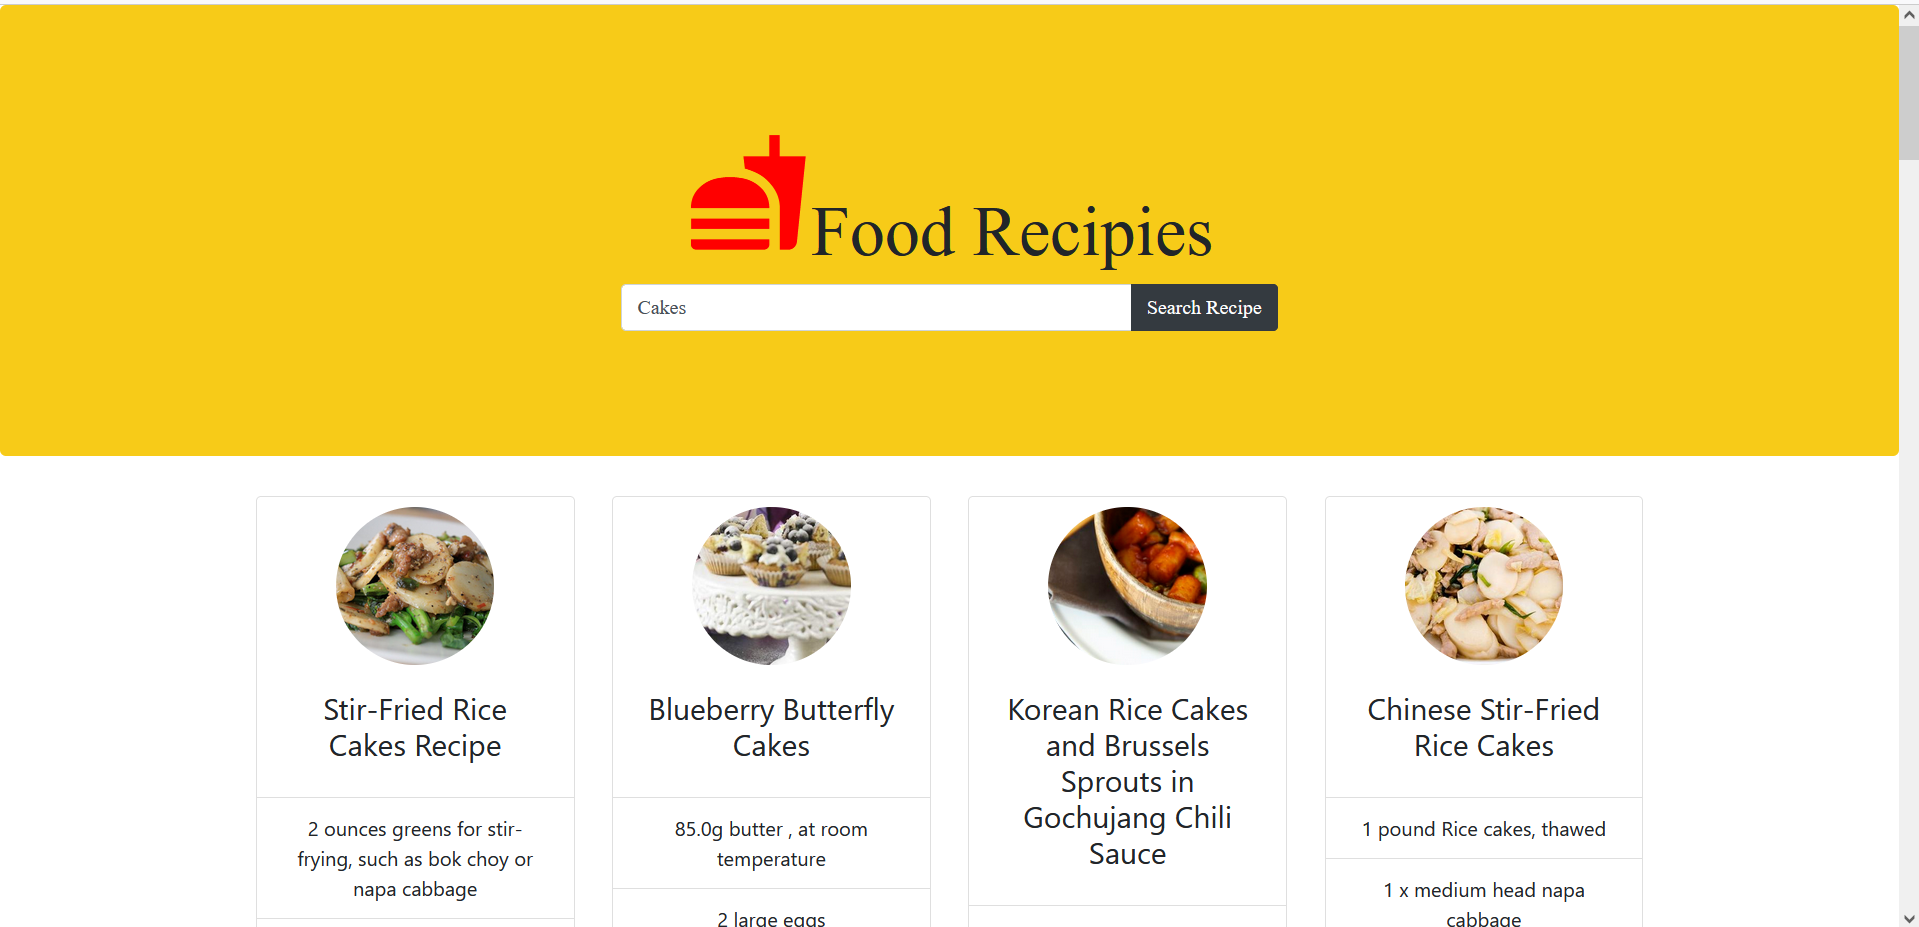 Food Recipies
Cakes
Search Recipe
Stir-Fried Rice
Cakes Recipe
2 ounces greens for stir-
frying, such as bok choy or
napa cabbage
Blueberry Butterfly
Cakes
85.0g butter , at room
temperature
2 large eggs
Korean Rice Cakes
and Brussels
Sprouts in
Gochujang Chili
Sauce
Chinese Stir-Fried
Rice Cakes
1 pound Rice cakes, thawed
1 x medium head napa
cabbage